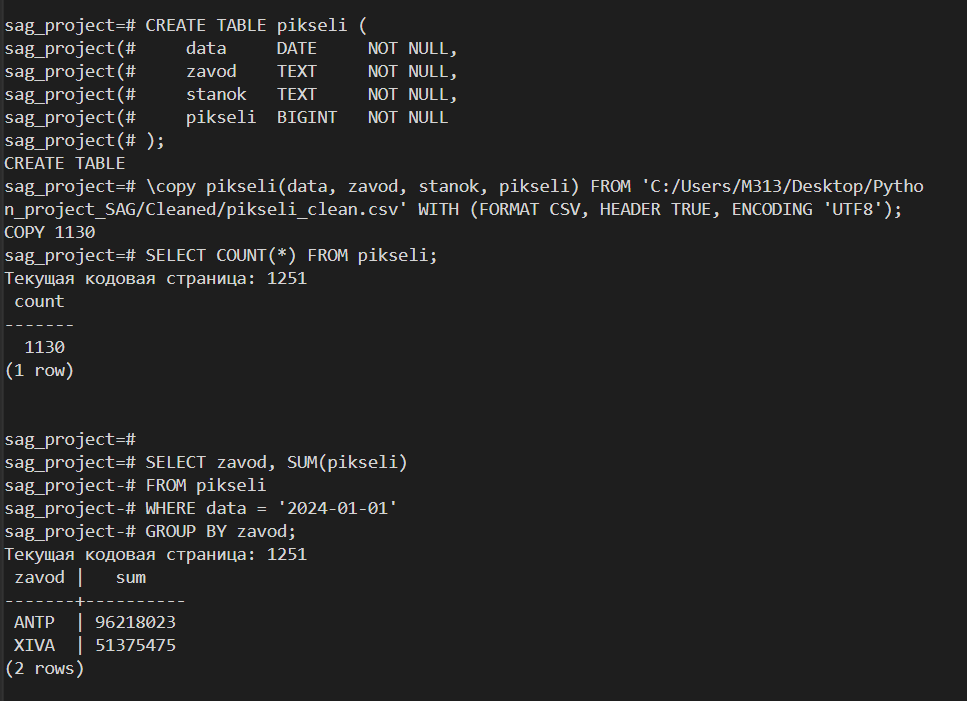 sag_project=# CREATE TABLE pikseli (
sag_project(#     data     DATE     NOT NULL,
sag_project(#     zavod    TEXT     NOT NULL,
sag_project(#     stanok   TEXT     NOT NULL,
sag_project(#     pikseli  BIGINT   NOT NULL
sag_project(# );
CREATE TABLE
sag_project=# \copy pikseli(data, zavod, stanok, pikseli) FROM 'C:/Users/M313/Desktop/Pytho
n_project_SAG/Cleaned/pikseli_clean.csv' WITH (FORMAT CSV, HEADER TRUE, ENCODING 'UTF8');
COPY 1130
sag_project=# SELECT COUNT(*) FROM pikseli;
Текущая кодовая страница: 1251
 count
-------
  1130
(1 row)
sag_project=#
sag_project=# SELECT zavod, SUM(pikseli)
sag_project-# FROM pikseli
sag_project-# WHERE data = '2024-01-01'
sag_project-# GROUP BY zavod;
Текущая кодовая страница: 1251
 zavod |   sum
-------+----------
 ANTP  | 96218023
 XIVA  | 51375475
(2 rows)